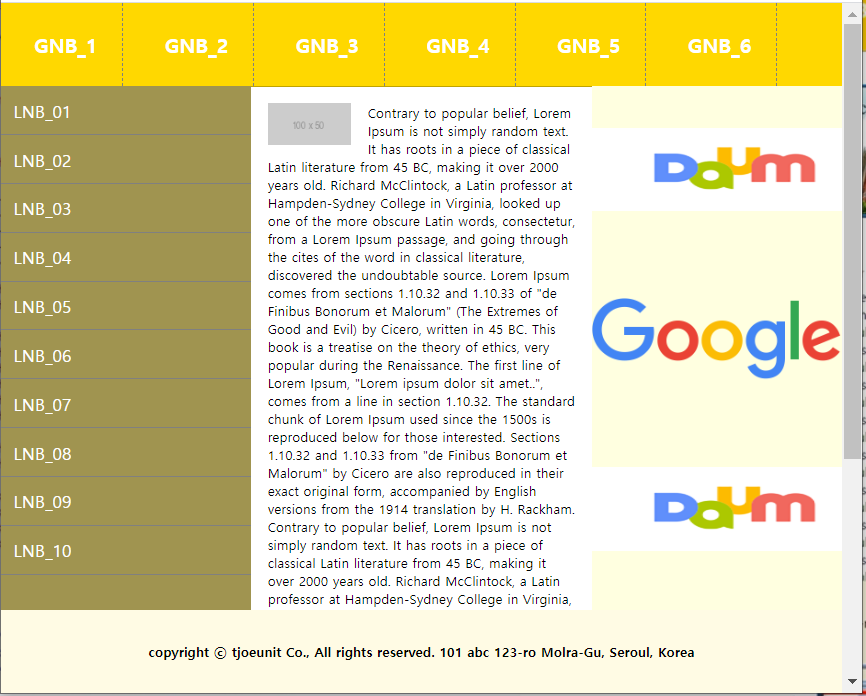 GNB_1 GNB_2 GNB_3 GNB_4 GNB_5 GNB_6
LNB_01
LNB_02
LNB_03
LNB_04
LNB_05
LNB_06
LNB_07
LNB_08
LNB_09
LNB_10
100 x 50
Contrary to popular belief, Lorem
Ipsum is not simply random text.
It has roots in a piece of classical
Latin literature from 45 BC, making it over 2000
years old. Richard McClintock, a Latin professor at
Hampden-Sydney College in Virginia, looked up
one of the more obscure Latin words, consectetur,
from a Lorem Ipsum passage, and going through
the cites of the word in classical literature,
discovered the undoubtable source. Lorem Ipsum
comes from sections 1.10.32 and 1.10.33 of "de
Finibus Bonorum et Malorum" (The Extremes of
Good and Evil) by Cicero, written in 45 BC. This
book is a treatise on the theory of ethics, very
popular during the Renaissance. The first line of
Lorem Ipsum, "Lorem ipsum dolor sit amet..",
comes from a line in section 1.10.32. The standard
chunk of Lorem Ipsum used since the 1500s is
reproduced below for those interested. Sections
1.10.32 and 1.10.33 from "de Finibus Bonorum et
Malorum" by Cicero are also reproduced in their
exact original form, accompanied by English
versions from the 1914 translation by H. Rackham.
Contrary to popular belief, Lorem Ipsum is not
simply random text. It has roots in a piece of
classical Latin literature from 45 BC, making it
over 2000 years old. Richard McClintock, a Latin
professor at Hampden-Sydney College in Virginia,
Daum
Google
Daum
copyright ⓒ tjoeunit Co., All rights reserved. 101 abc 123-ro Molra-Gu, Seroul, Korea